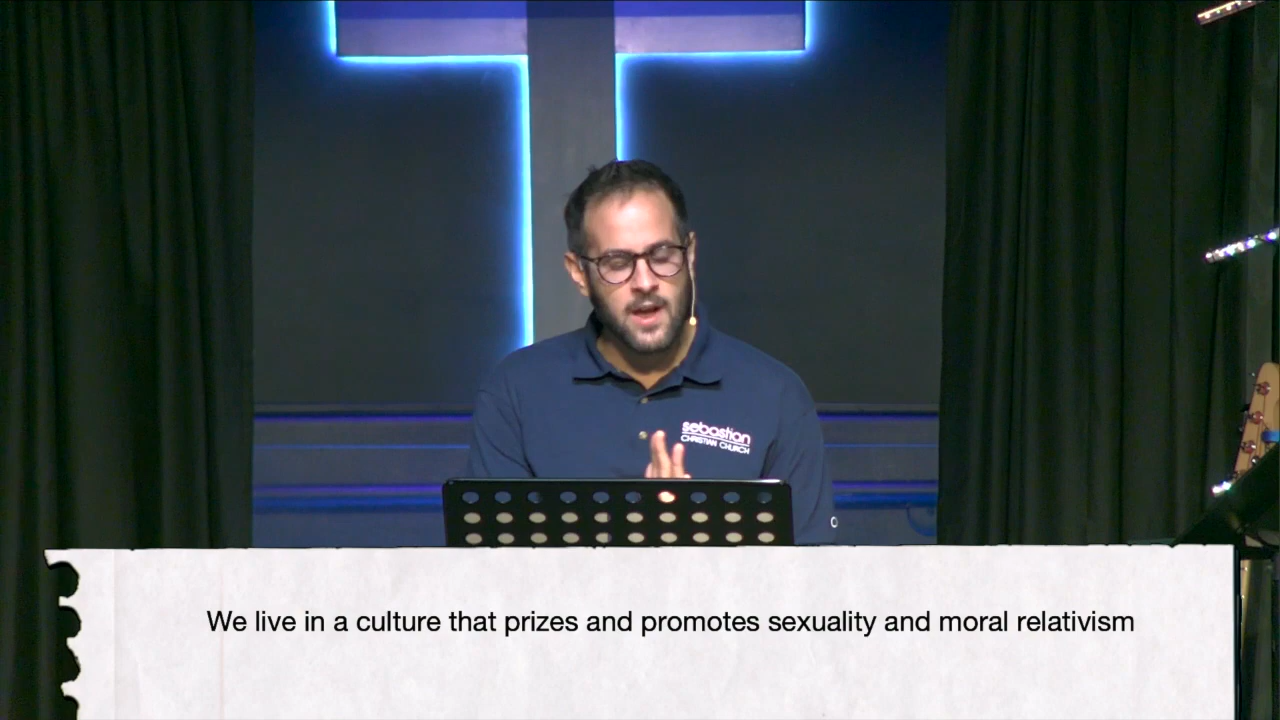 sebastian
CHRISTIAN CHURCH
We live in a culture that prizes and promotes sexuality and moral relativism